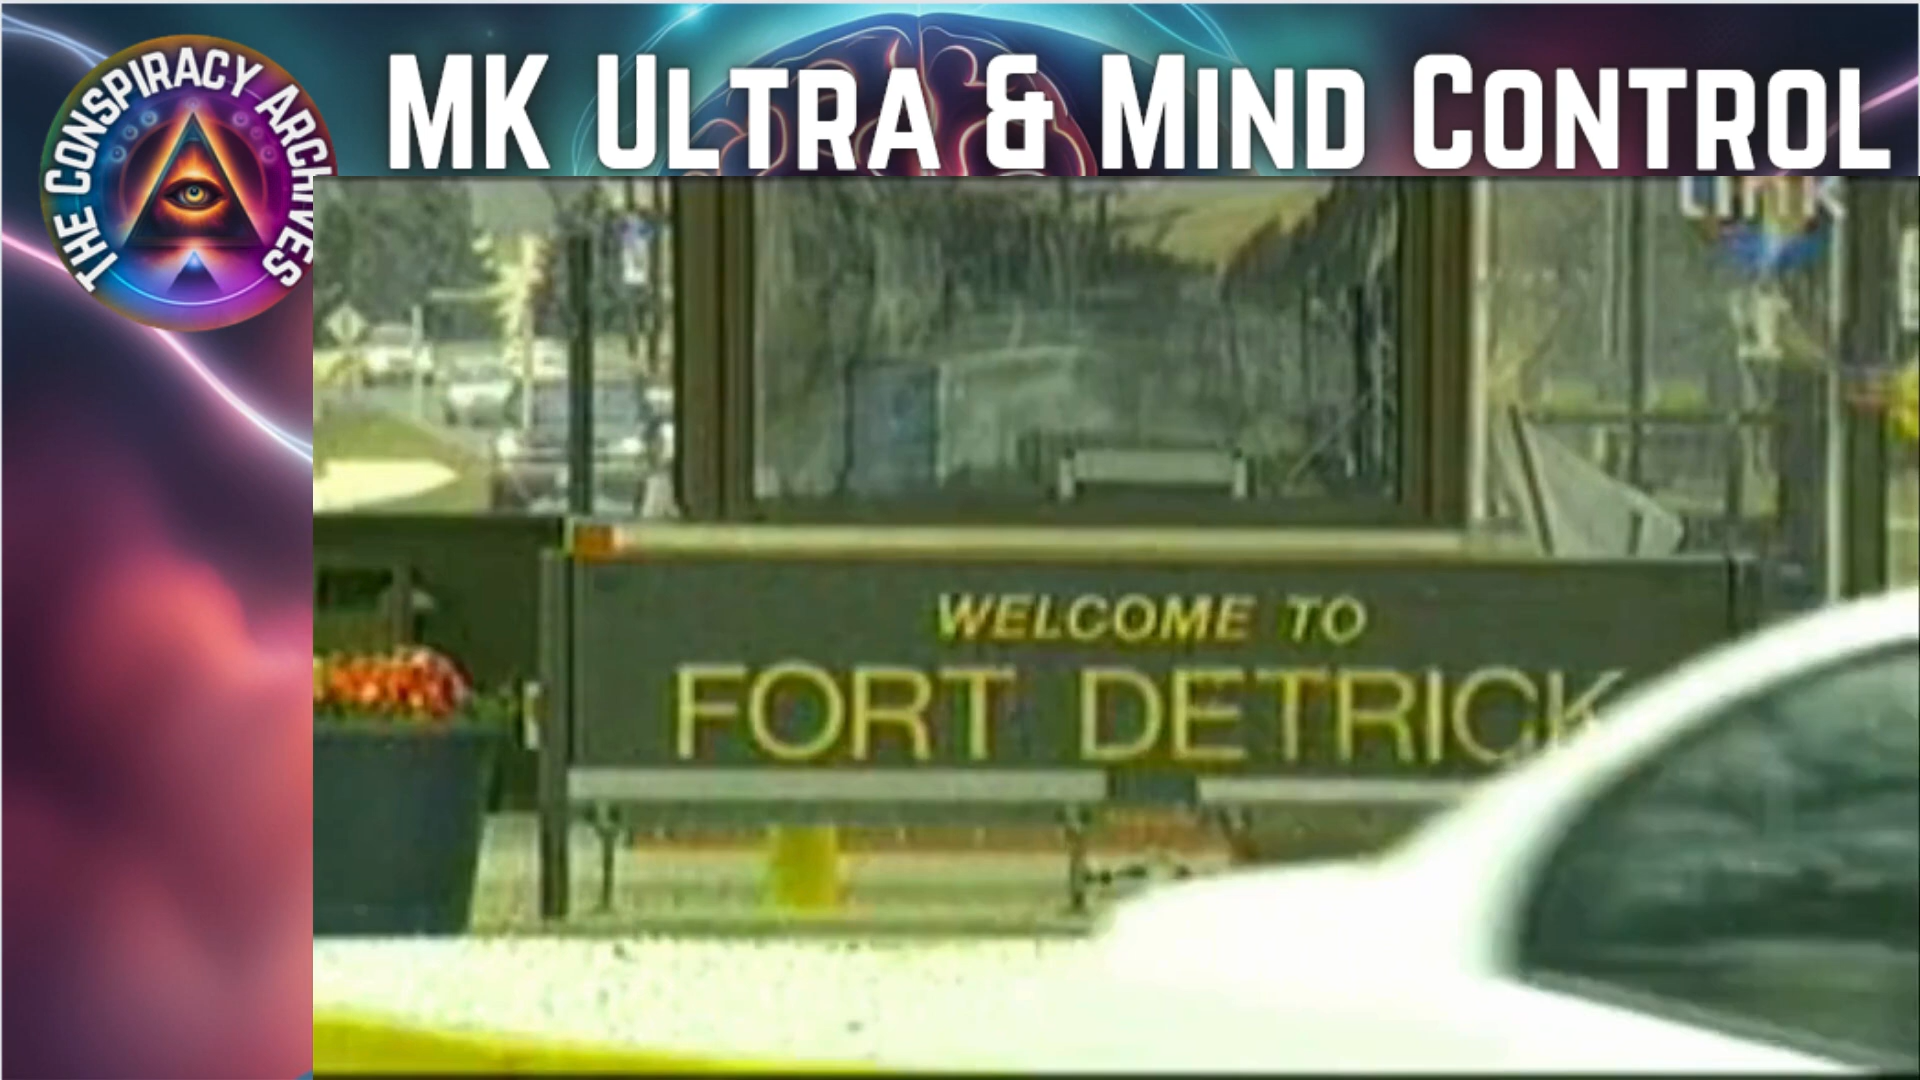 THE CONSPIRACY ARCHIVES
MK ULTRA & MIND CONTROL
WELCOME TO
FORT DETRICK